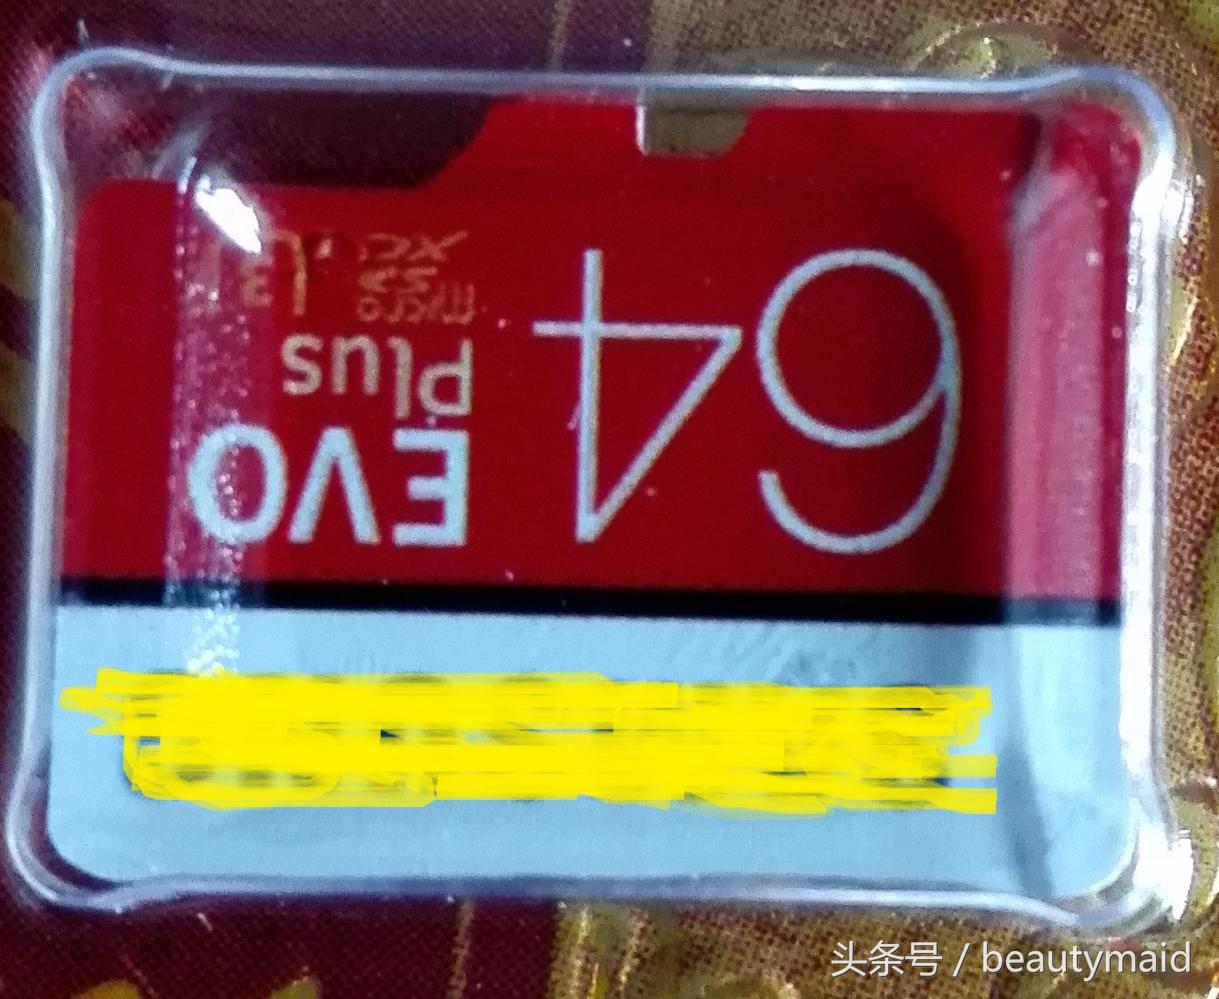 64
EVO
Plus
micro
XC
头条号 / beautymaid